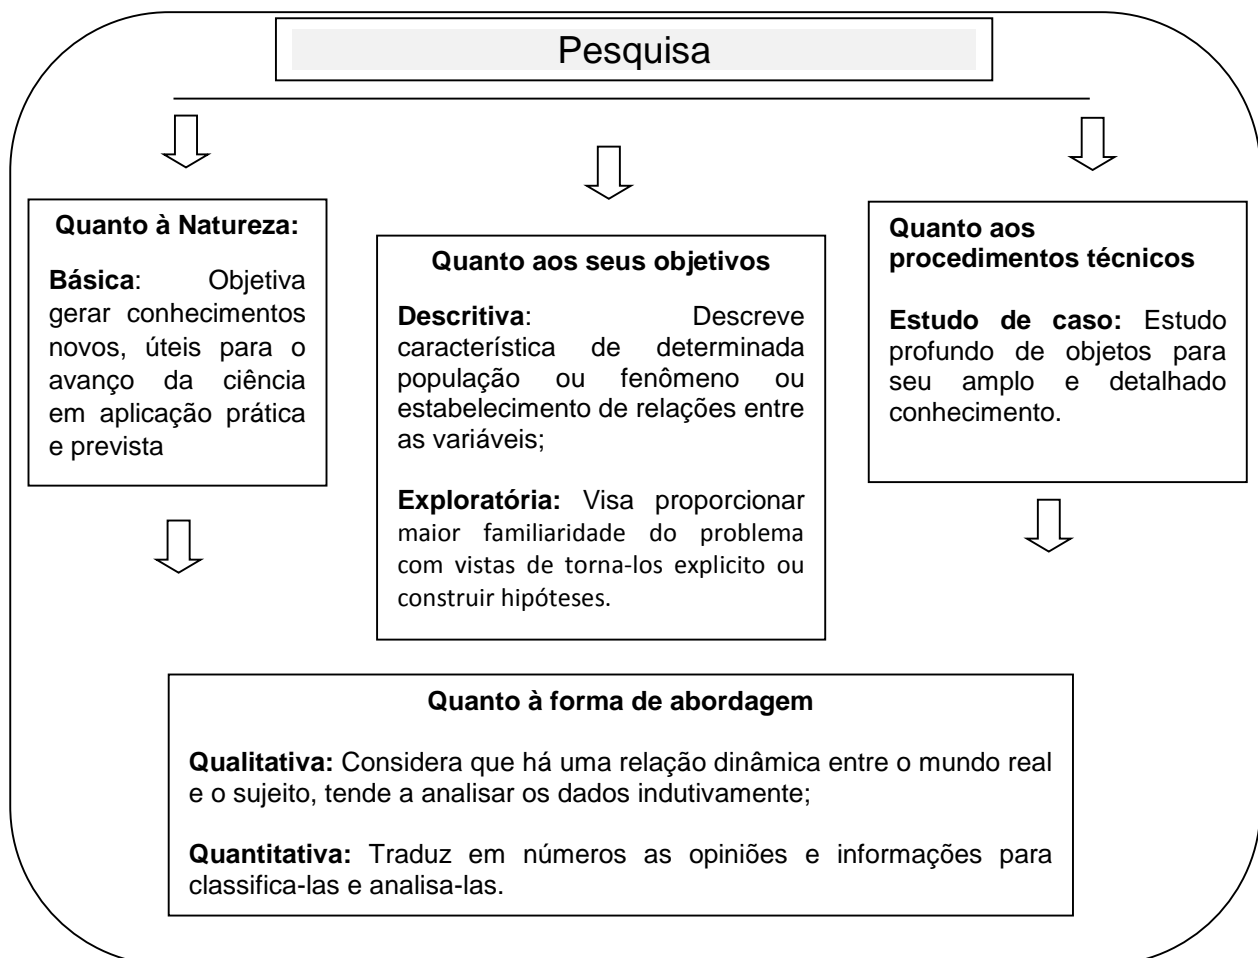 Pesquisa
Quanto à Natureza:
Básica: Objetiva
gerar conhecimentos
novos, úteis para o
avanço da ciência
em aplicação prática
e prevista
Quanto aos seus objetivos
Descritiva: Descreve
característica de determinada
população ou fenômeno ou
estabelecimento de relações entre
as variáveis;
Exploratória: Visa proporcionar
maior familiaridade do problema
com vistas de torna-los explicito ou
construir hipóteses.
Quanto aos
procedimentos técnicos
Estudo de caso: Estudo
profundo de objetos para
seu amplo e detalhado
conhecimento.
Quanto à forma de abordagem
Qualitativa: Considera que há uma relação dinâmica entre o mundo real
e o sujeito, tende a analisar os dados indutivamente;
Quantitativa: Traduz em números as opiniões e informações para
classifica-las e analisa-las.